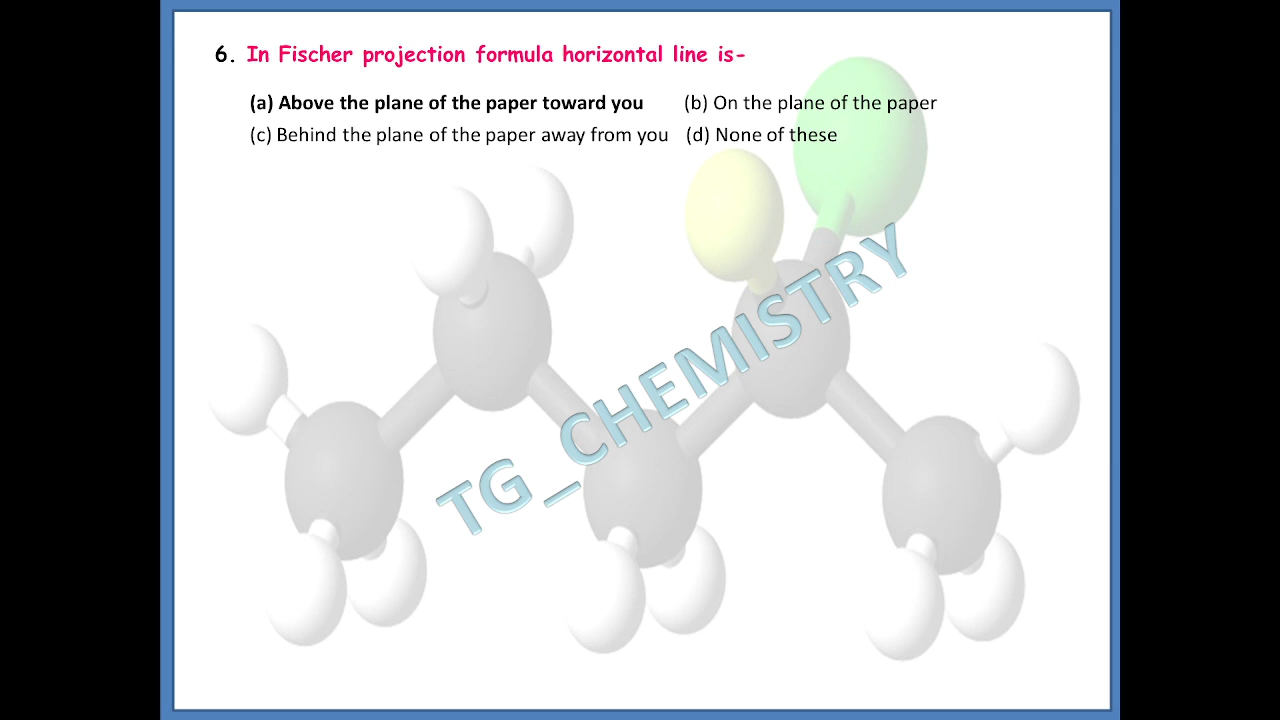 6. In Fischer projection formula horizontal line is-
(a) Above the plane of the paper toward you (b) On the plane of the paper
(c) Behind the plane of the paper away from you (d) None of these
TG_CHEMISTRY